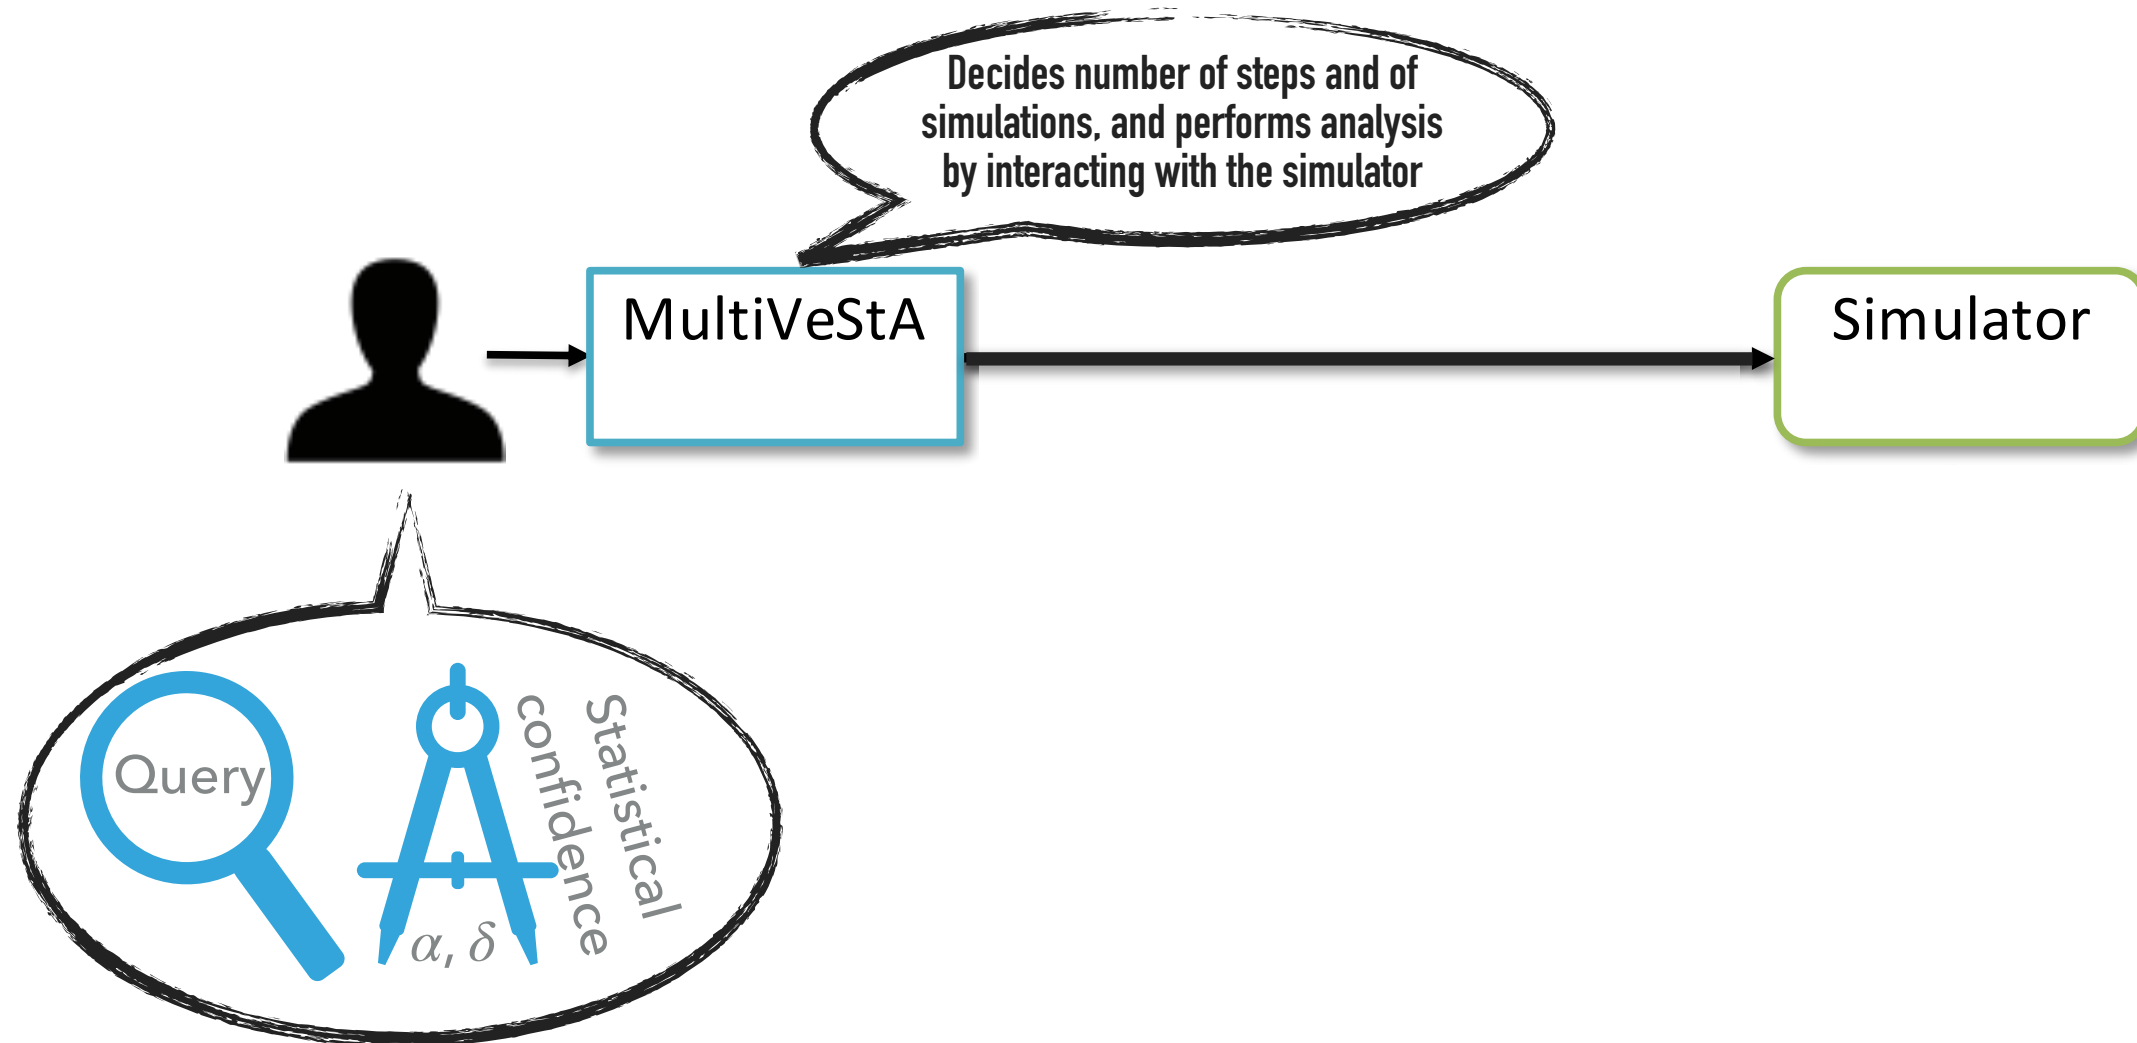 Decides number of steps and of
simulations, and performs analysis
by interacting with the simulator
MultiVeStA
Simulator
Query
Statistical
confidence
α, δ